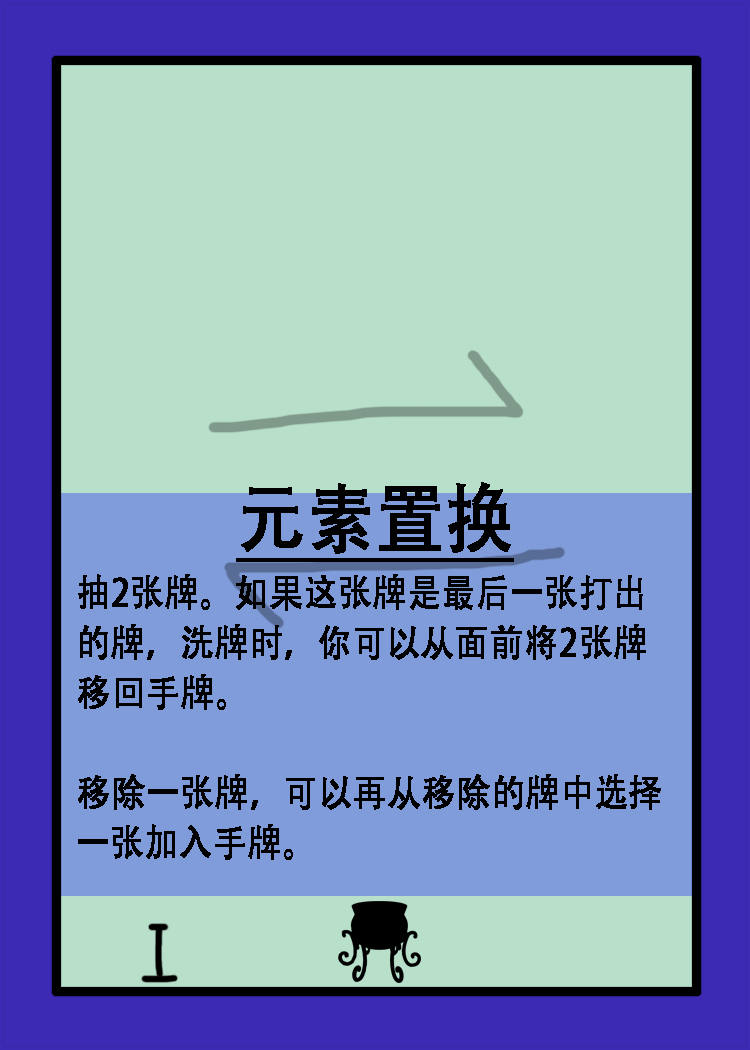 元素置换
抽2张牌。如果这张牌是最后一张打出
的牌，洗牌时，你可以从面前将2张牌
移回手牌。
移除一张牌，可以再从移除的牌中选择
一张加入手牌。
I